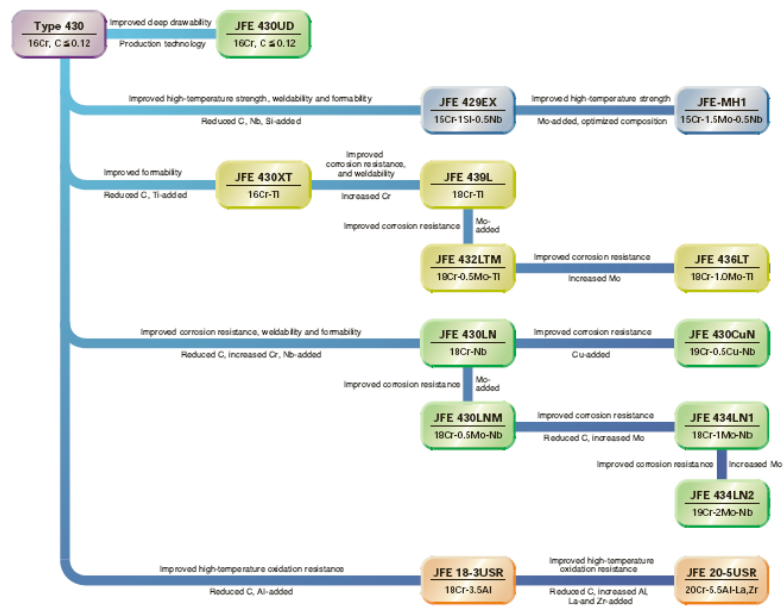 Type 430
16Cr, C ≦ 0.12
Improved deep drawability
Production technology
JFE 430UD
16Cr, C ≦ 0.12
Improved high-temperature strength, weldability and formability
Reduced C, Nb, Si-added
JFE 429EX
15Cr-1Si-0.5Nb
Improved high-temperature strength
Mo-added, optimized composition
JFE-MH1
15Cr-1.5Mo-0.5Nb
Improved formability
Reduced C, Ti-added
JFE 430XT
16Cr-Ti
Improved
corrosion resistance,
and weldability
Increased Cr
JFE 439L
18Cr-Ti
Improved corrosion resistance
Mo-
added
JFE 432LTM
18Cr-0.5Mo-Ti
Improved corrosion resistance
Increased Mo
JFE 436LT
18Cr-1.0Mo-Ti
Improved corrosion resistance, weldability and formability
Reduced C, increased Cr, Nb-added
JFE 430LN
18Cr-Nb
Improved corrosion resistance
Cu-added
JFE 430CuN
19Cr-0.5Cu-Nb
Improved corrosion resistance
Mo-
added
JFE 430LNM
18Cr-0.5Mo-Nb
Improved corrosion resistance
Reduced C, increased Mo
JFE 434LN1
18Cr-1Mo-Nb
Improved corrosion resistance
Increased Mo
JFE 434LN2
19Cr-2Mo-Nb
Improved high-temperature oxidation resistance
Reduced C, Al-added
JFE 18-3USR
18Cr-3.5Al
Improved high-temperature
oxidation resistance
Reduced C, increased Al,
La-and Zr-added
JFE 20-5USR
20Cr-5.5Al-La,Zr